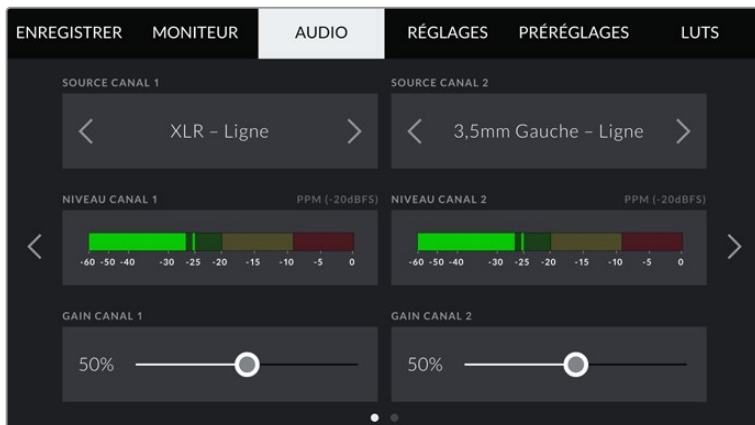 ENREGISTRER MONITEUR AUDIO RÉGLAGES PRÉRÉGLAGES LUTS
SOURCE CANAL 1 SOURCE CANAL 2
XLR – Ligne 3,5mm Gauche – Ligne
NIVEAU CANAL 1 PPM (-20dBFS) NIVEAU CANAL 2 PPM (-20dBFS)
-60 -50 -40 -30 -25 -20 -15 -10 -5 0 -60 -50 -40 -30 -25 -20 -15 -10 -5 0
GAIN CANAL 1 GAIN CANAL 2
50% 50%